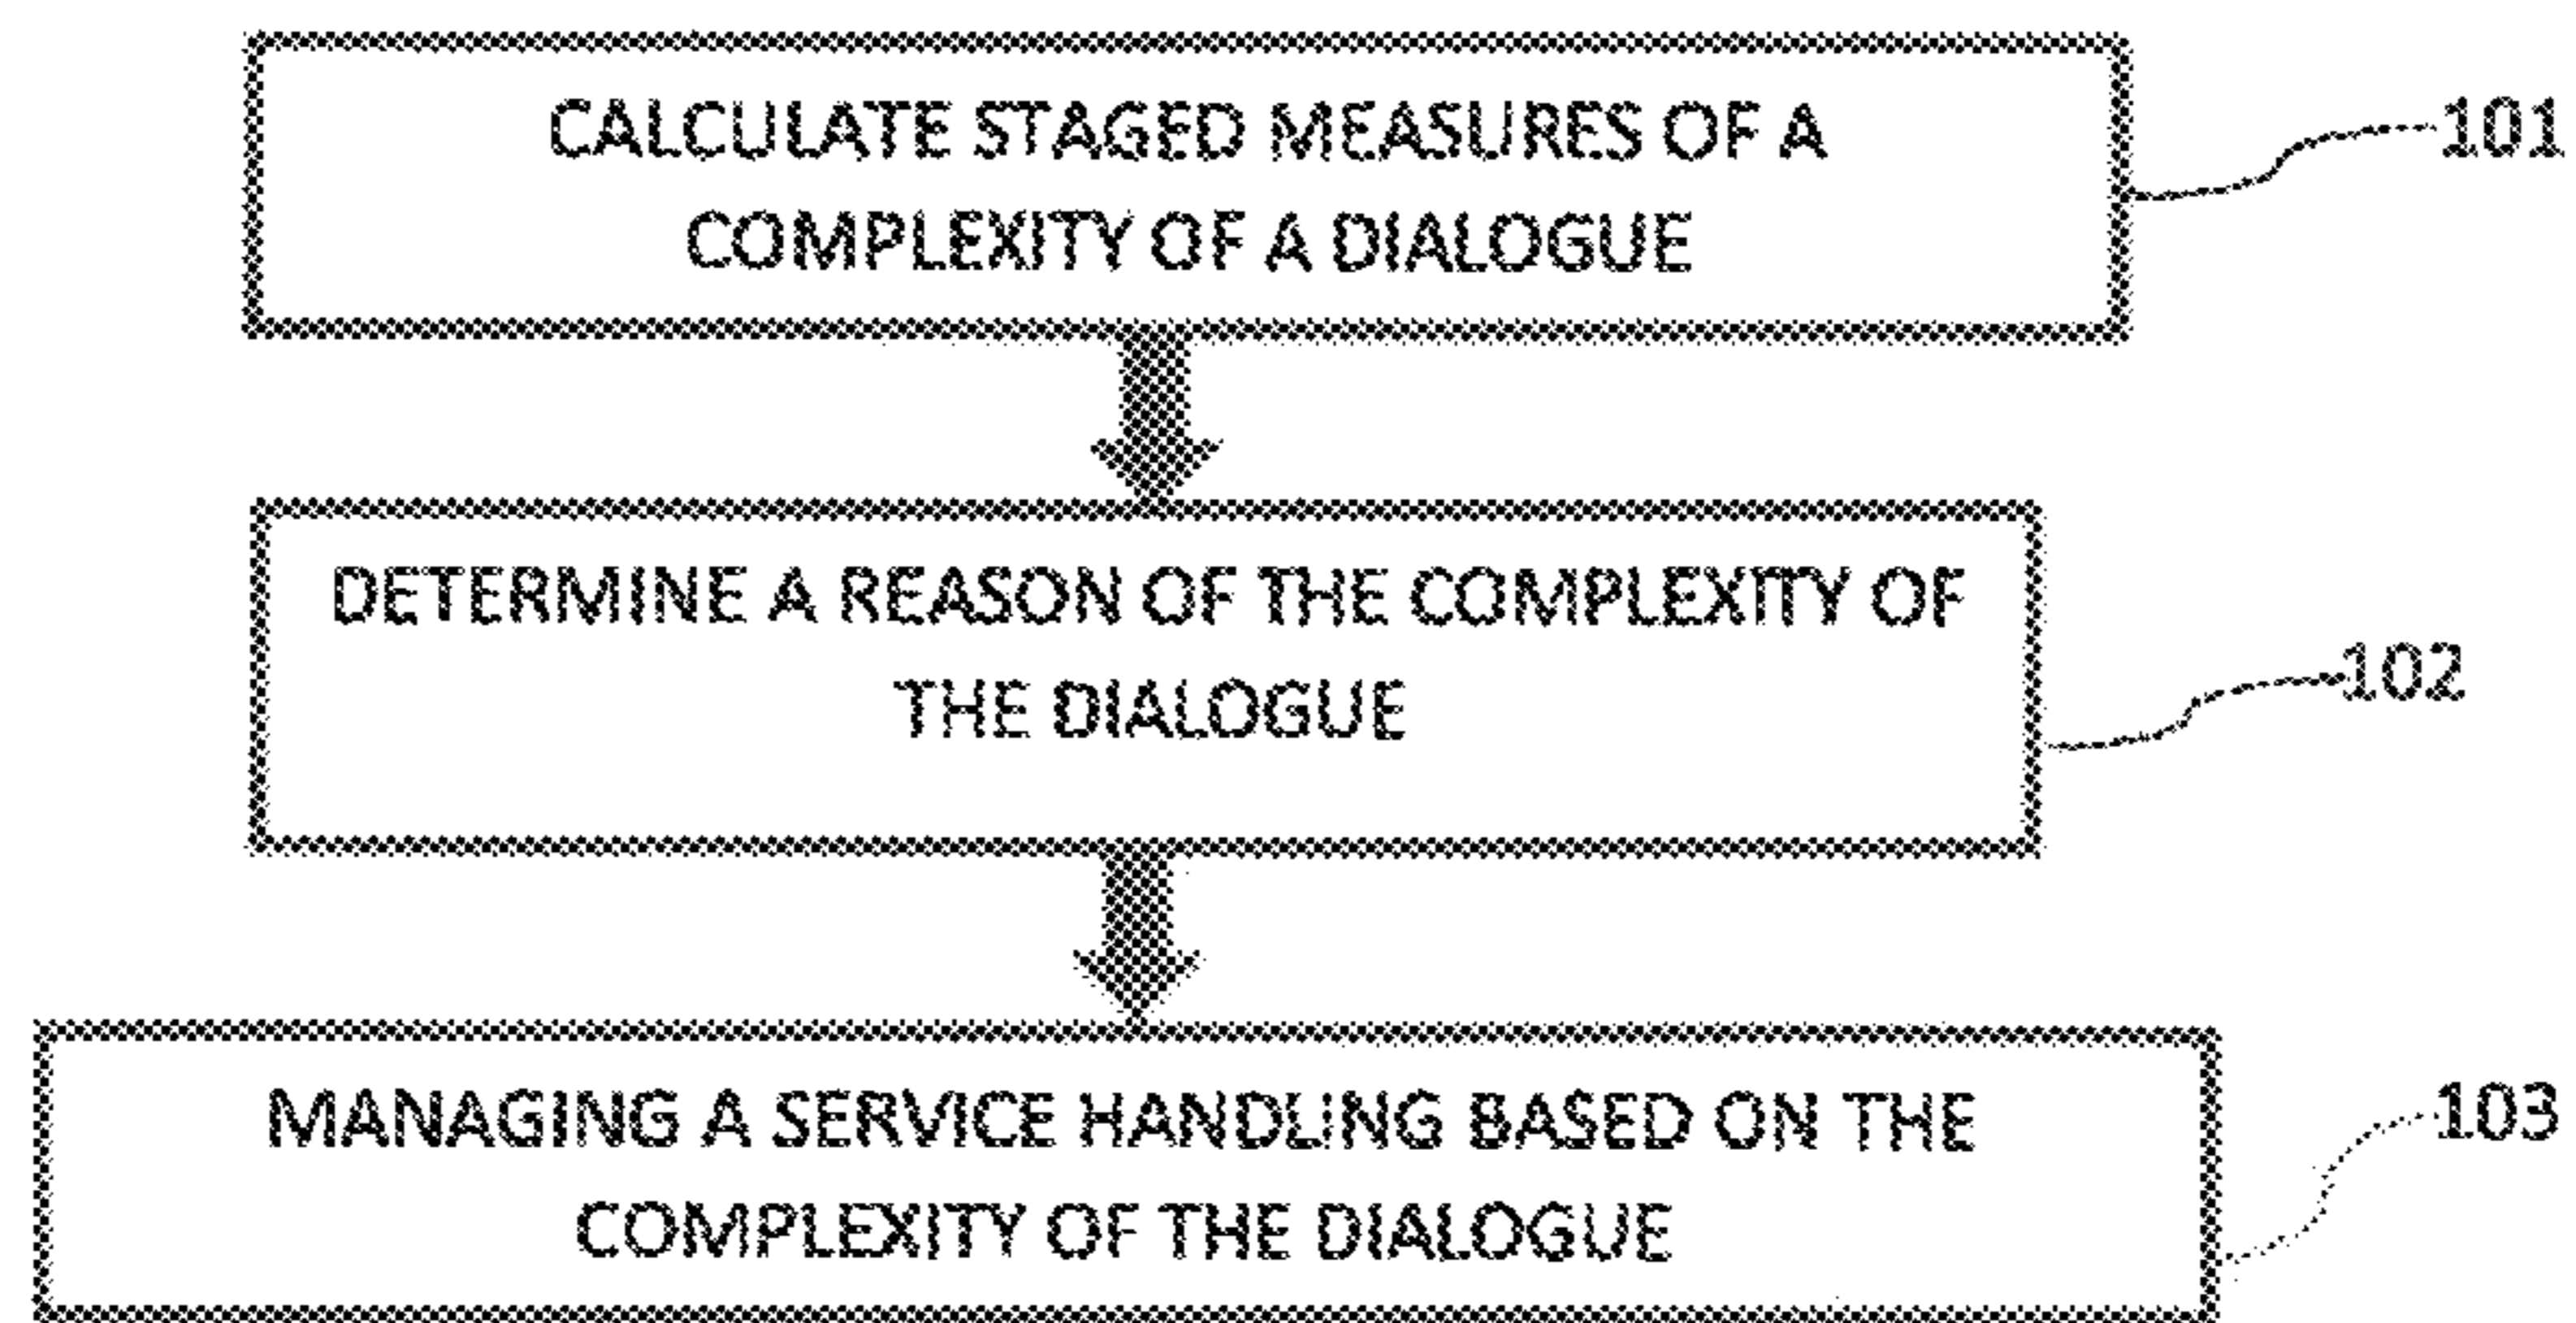 CALCULATE STAGED MEASURES OF A
COMPLEXITY OF A DIALOGUE
101
DETERMINE A REASON OF THE COMPLEXITY OF
THE DIALOGUE
102
MANAGING A SERVICE HANDLING BASED ON THE
COMPLEXITY OF THE DIALOGUE
103